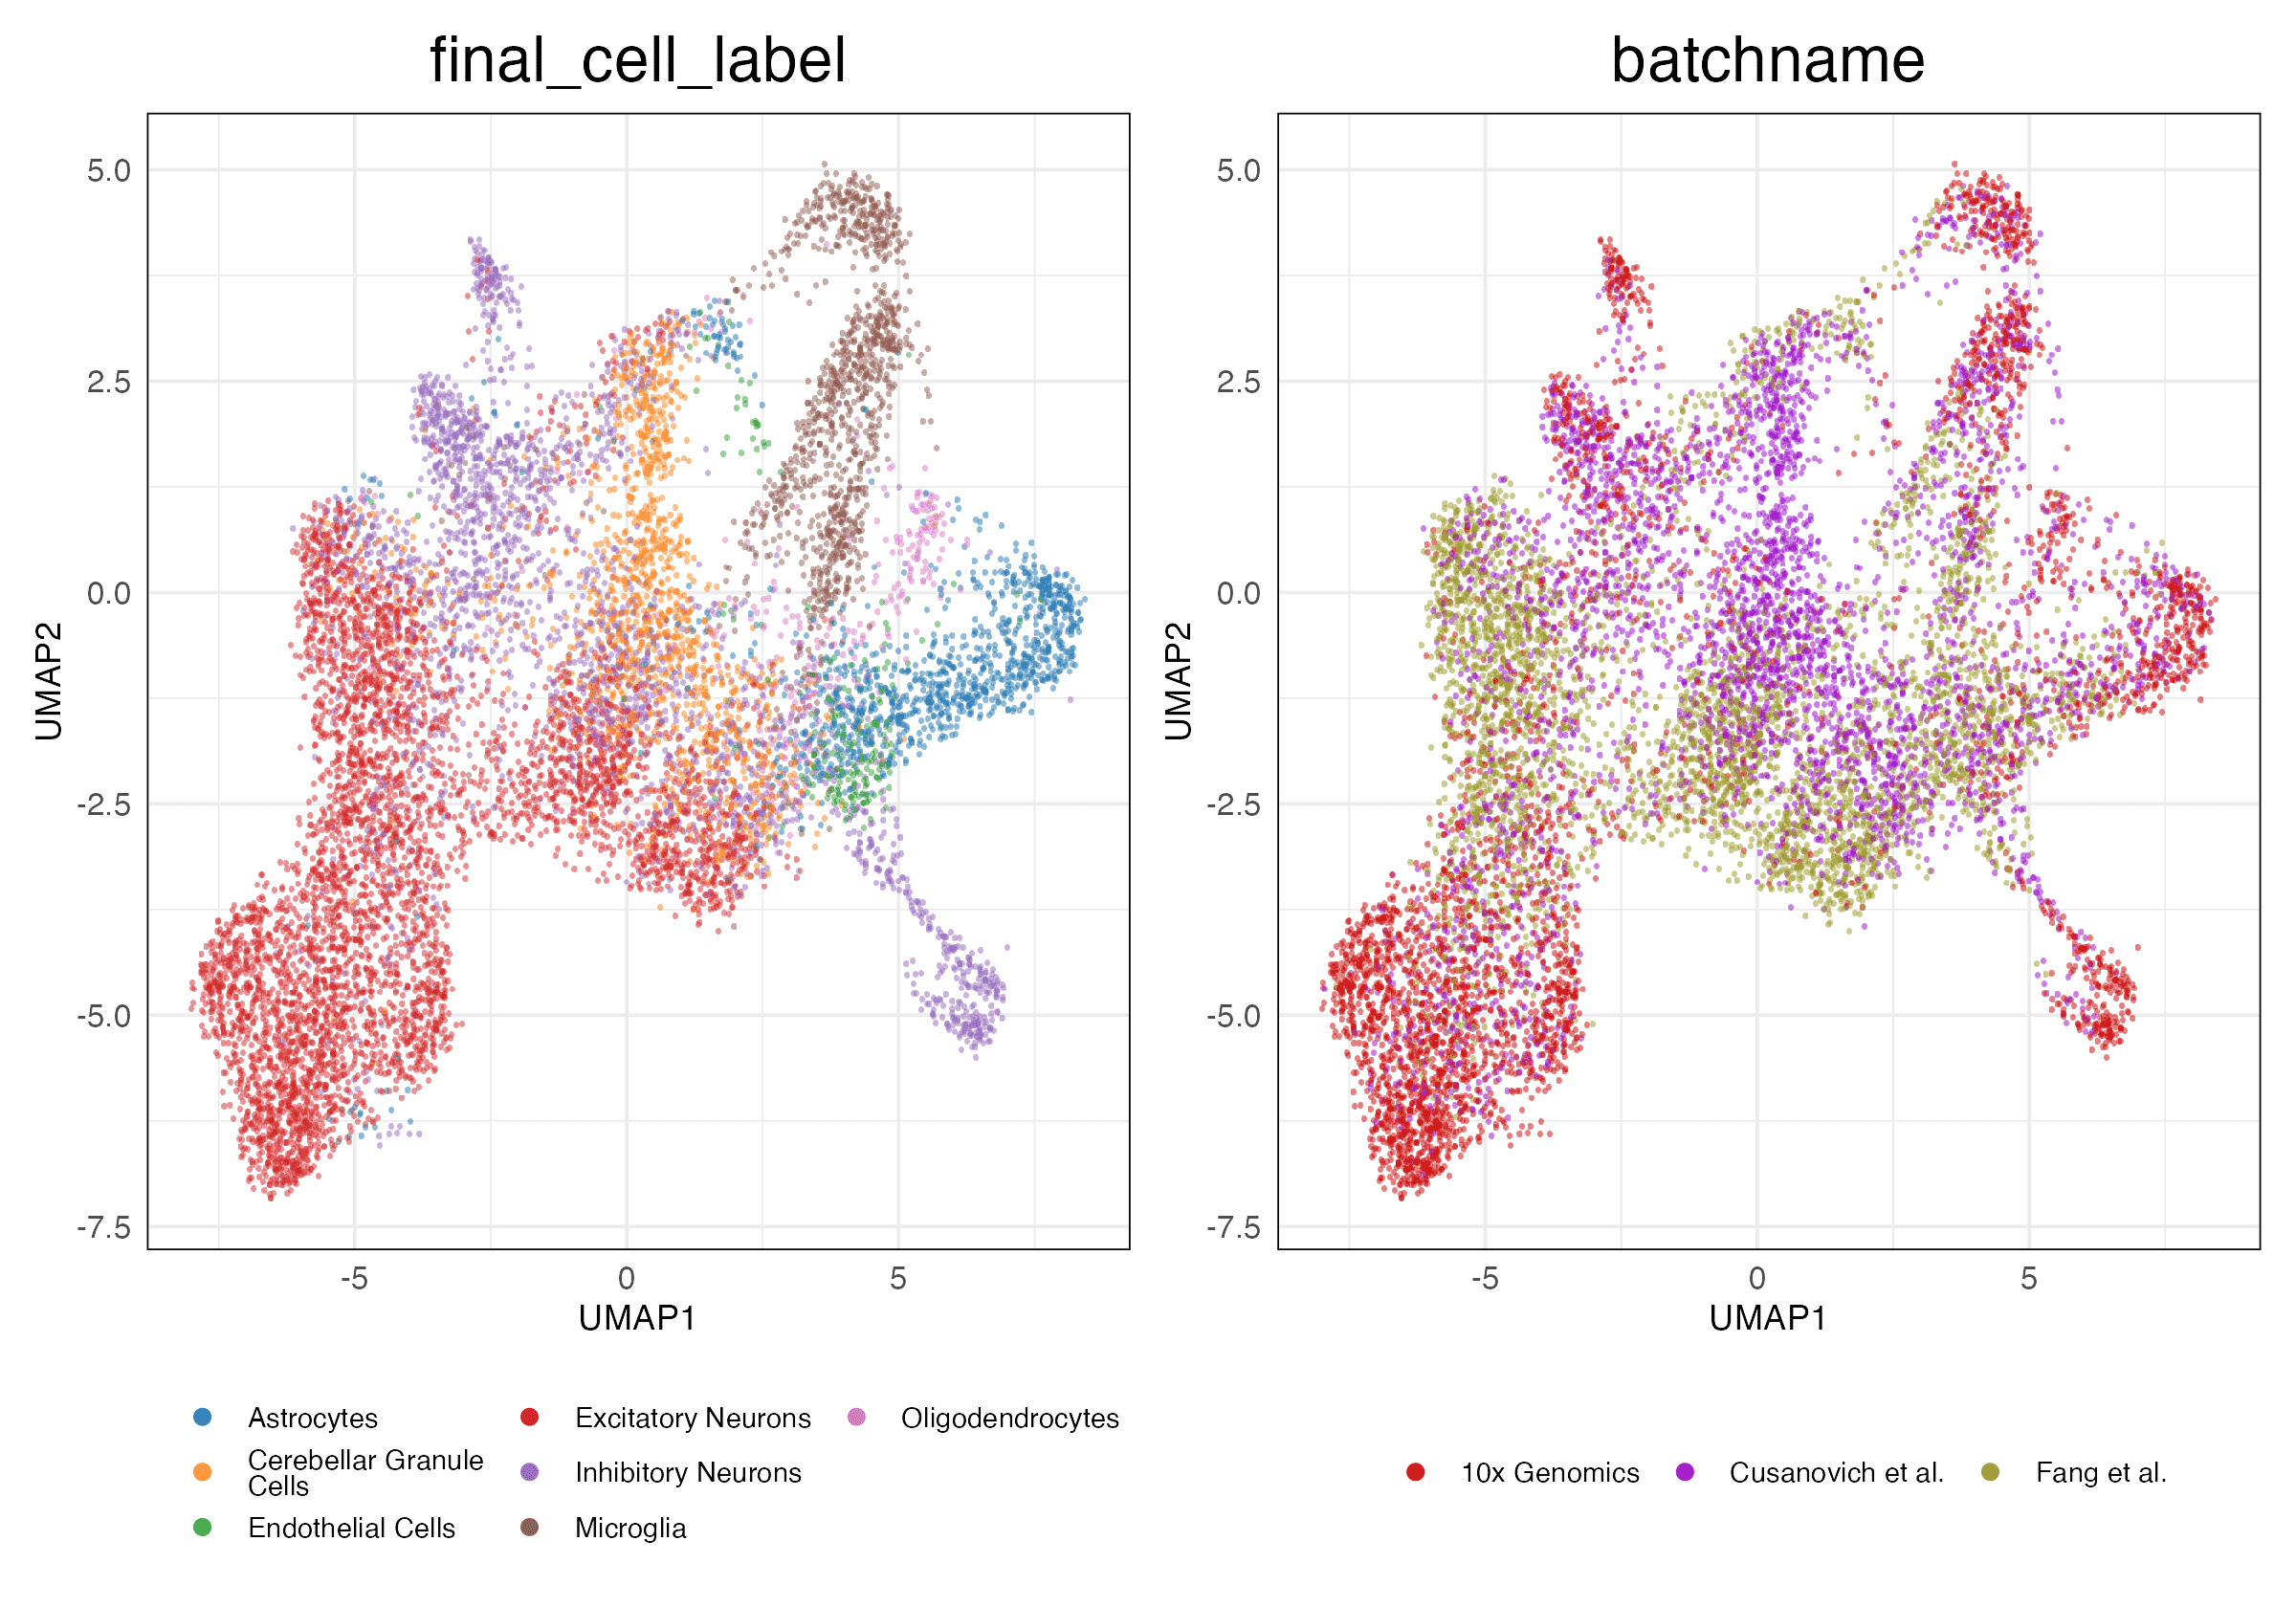 final_cell_label
batchname
5.0
2.5
0.0
-2.5
-5.0
-7.5
UMAP2
-5
0
5
UMAP1
5.0
2.5
0.0
-2.5
-5.0
-7.5
UMAP2
-5
0
5
UMAP1
Astrocytes
Cerebellar Granule
Cells
Endothelial Cells
Excitatory Neurons
Inhibitory Neurons
Microglia
Oligodendrocytes
10x Genomics
Cusanovich et al.
Fang et al.